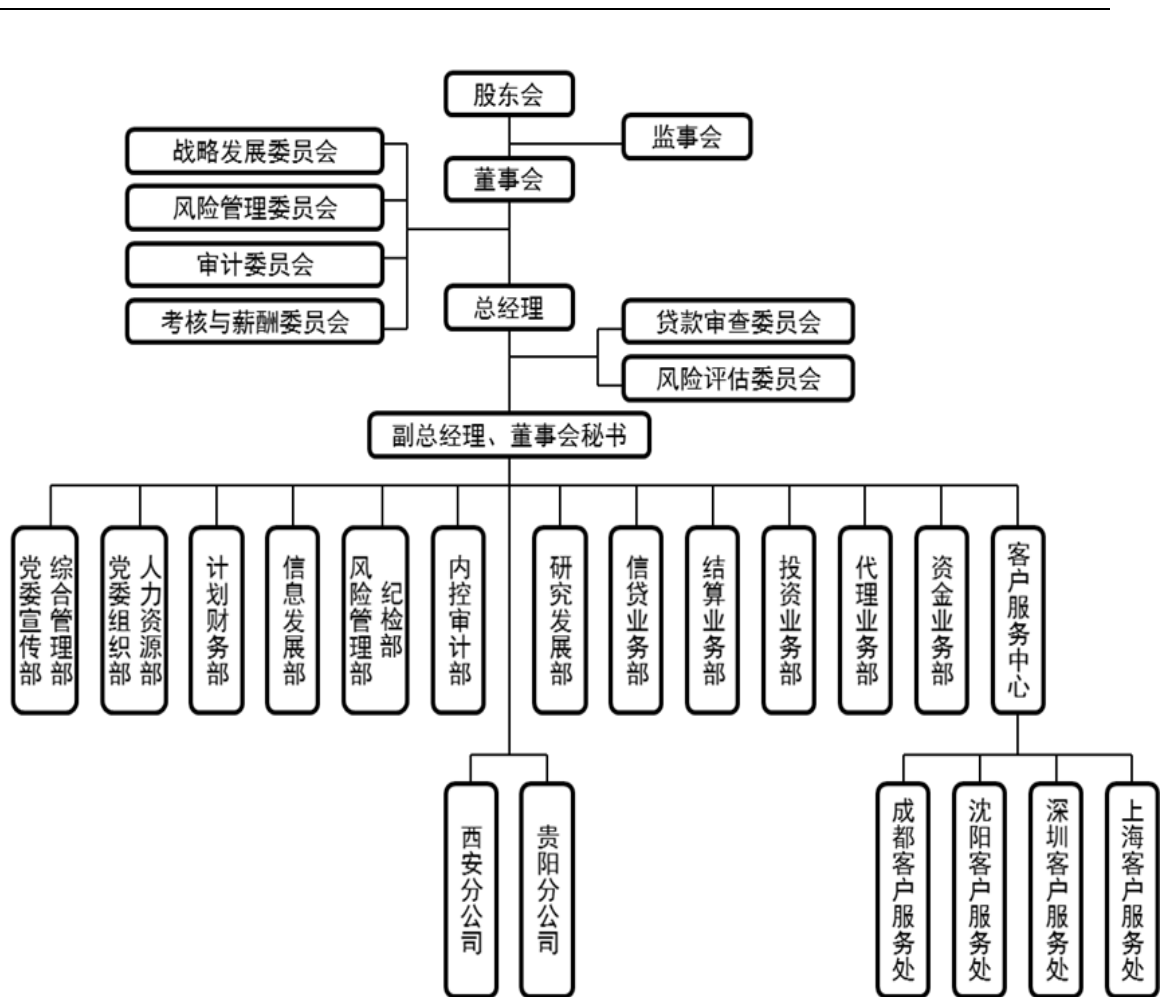 股东会
监事会
战略发展委员会
董事会
风险管理委员会
审计委员会
总经理
考核与薪酬委员会
贷款审查委员会
风险评估委员会
副总经理、董事会秘书
党委宣传部
综合管理部
党委组织部
人力资源部
计划财务部
信息发展部
风险管理部
纪检部
内控审计部
研究发展部
信贷业务部
结算业务部
投资业务部
代理业务部
资金业务部
客户服务中心
西安分公司
贵阳分公司
成都客户服务处
沈阳客户服务处
深圳客户服务处
上海客户服务处